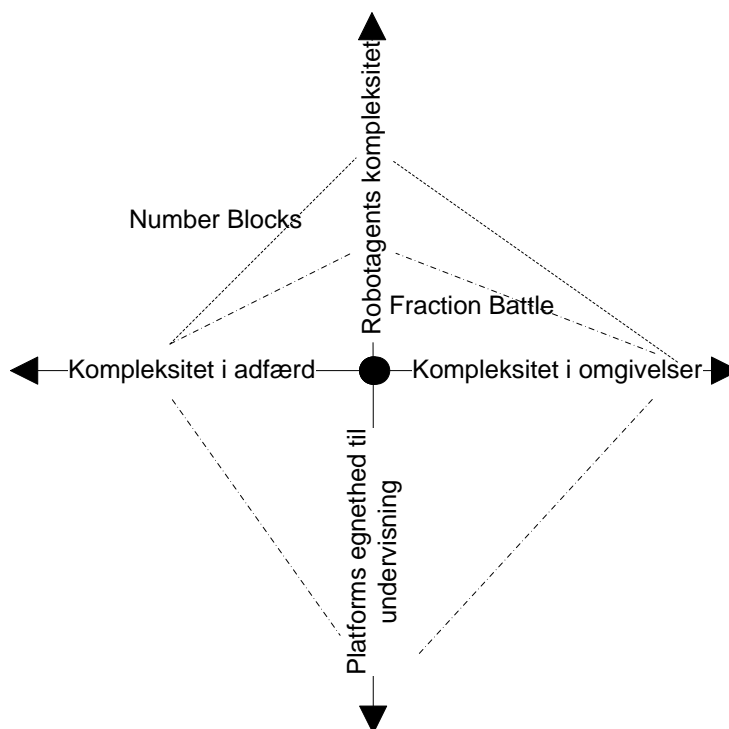 Robotagents kompleksitet
Number Blocks
Fraction Battle
Kompleksitet i adfærd
Kompleksitet i omgivelser
Platforms egnethed til
undervisning